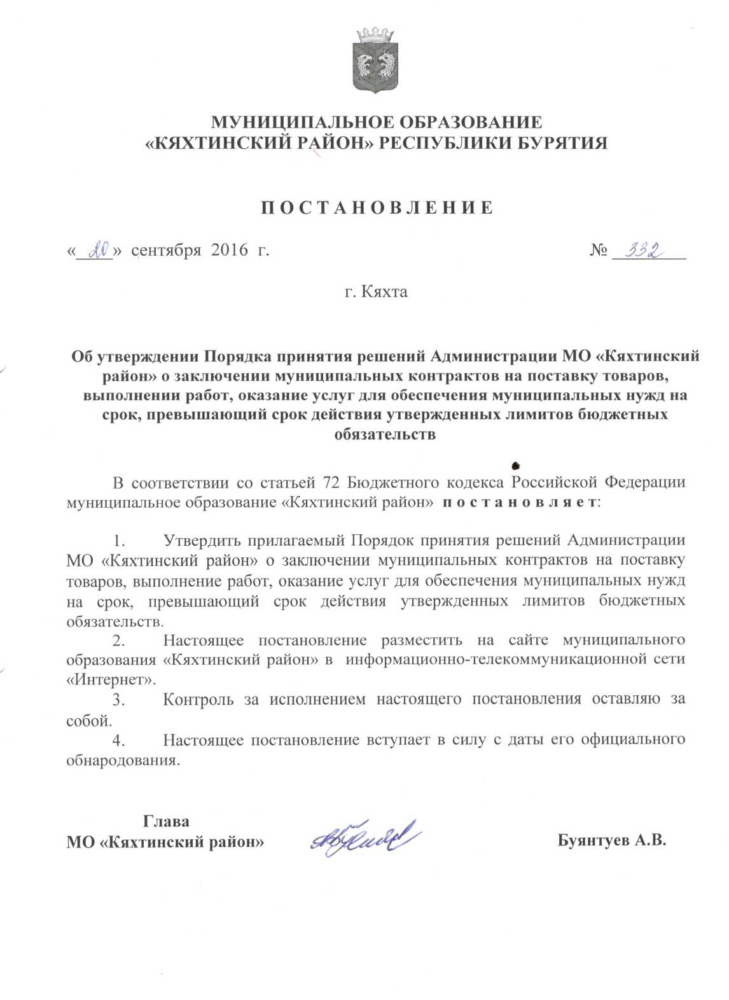 МУНИЦИПАЛЬНОЕ ОБРАЗОВАНИЕ
«КЯХТИНСКИЙ РАЙОН» РЕСПУБЛИКИ БУРЯТИЯ
П О С Т А Н О В Л Е Н И Е
«20» сентября 2016 г. № 332
г. Кяхта
Об утверждении Порядка принятия решений Администрации МО «Кяхтинский
район» о заключении муниципальных контрактов на поставку товаров,
выполнении работ, оказание услуг для обеспечения муниципальных нужд на
срок, превышающий срок действия утвержденных лимитов бюджетных
обязательств
В соответствии со статьей 72 Бюджетного кодекса Российской Федерации
муниципальное образование «Кяхтинский район» п о с т а н о в л я е т:
1. Утвердить прилагаемый Порядок принятия решений Администрации
МО «Кяхтинский район» о заключении муниципальных контрактов на поставку
товаров, выполнение работ, оказание услуг для обеспечения муниципальных нужд
на срок, превышающий срок действия утвержденных лимитов бюджетных
обязательств.
2. Настоящее постановление разместить на сайте муниципального
образования «Кяхтинский район» в информационно-телекоммуникационной сети
«Интернет».
3. Контроль за исполнением настоящего постановления оставляю за
собой.
4. Настоящее постановление вступает в силу с даты его официального
обнародования.
Глава
МО «Кяхтинский район» Буянтуев А.В.